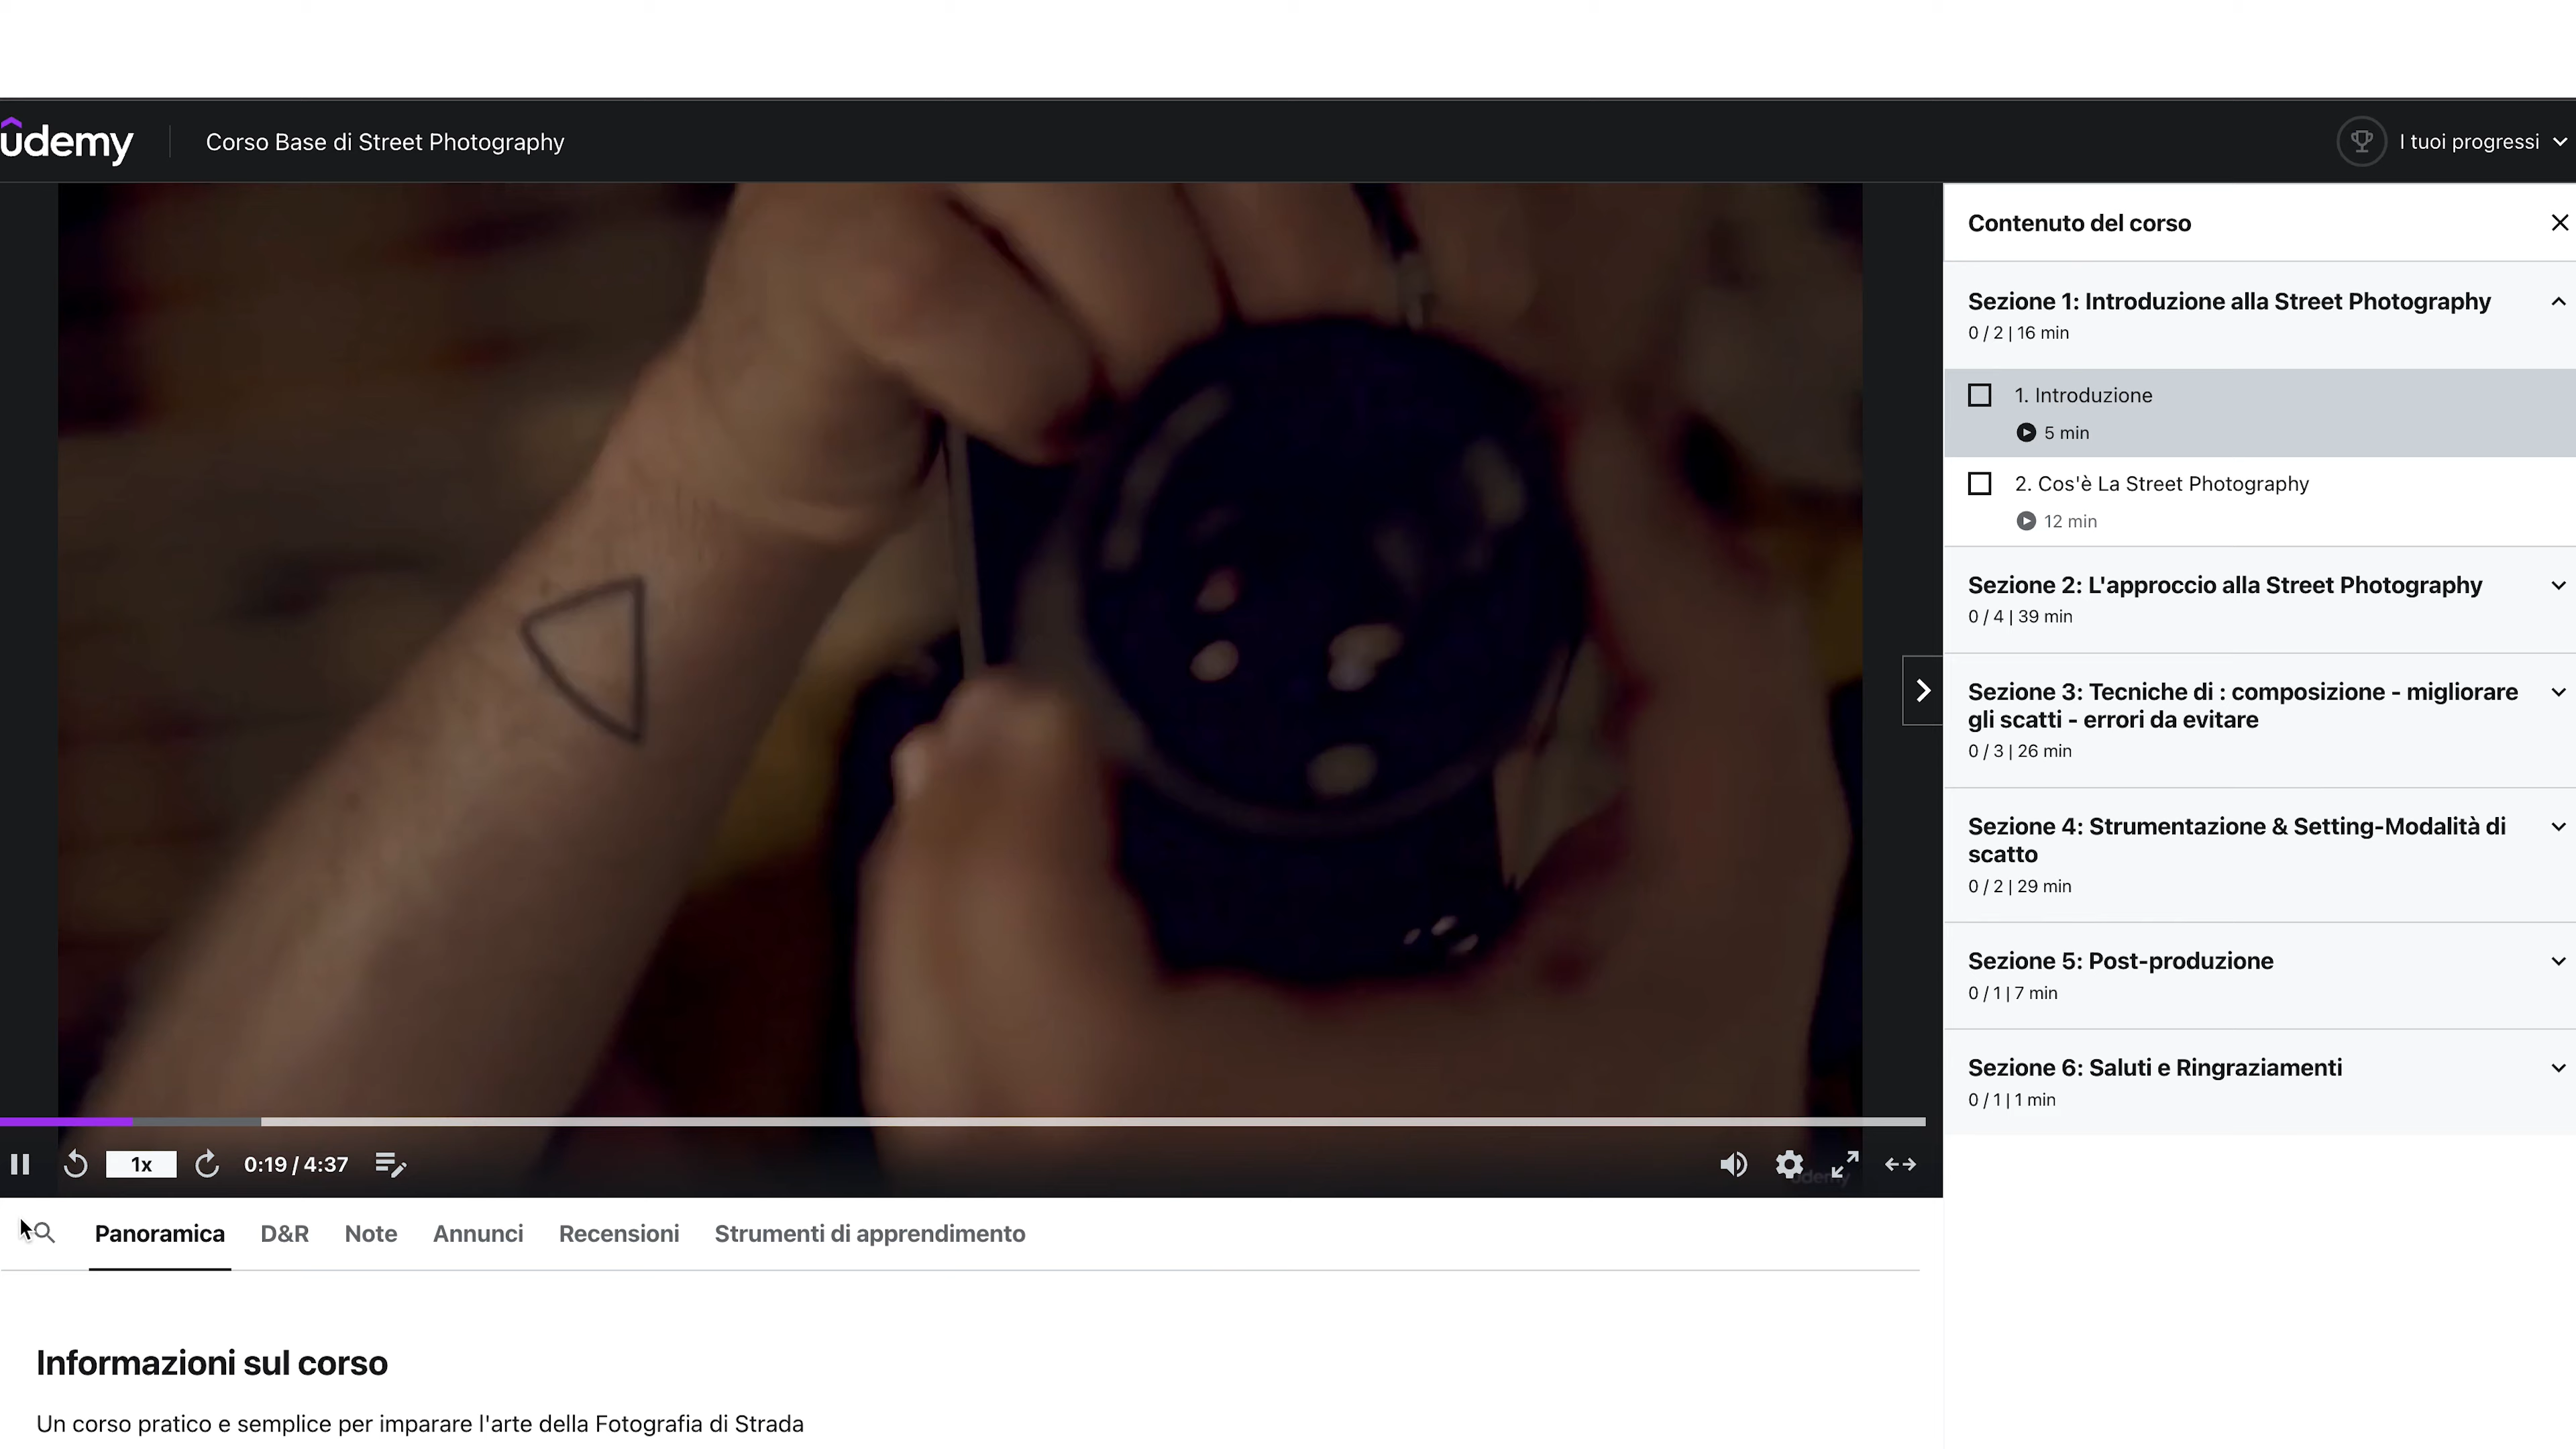 udemy
Corso Base di Street Photography
I tuoi progressi
Contenuto del corso
Sezione 1: Introduzione alla Street Photography
0 / 2 | 16 min
1. Introduzione
5 min
2. Cos'è La Street Photography
12 min
Sezione 2: L'approccio alla Street Photography
0 / 4 | 39 min
Sezione 3: Tecniche di : composizione - migliorare
gli scatti - errori da evitare
0 / 3 | 26 min
Sezione 4: Strumentazione & Setting-Modalità di
scatto
0 / 2 | 29 min
Sezione 5: Post-produzione
0 / 1 | 7 min
Sezione 6: Saluti e Ringraziamenti
0 / 1 | 1 min
1x
0:19 / 4:37
udemy
Panoramica
D&R
Note
Annunci
Recensioni
Strumenti di apprendimento
Informazioni sul corso
Un corso pratico e semplice per imparare l'arte della Fotografia di Strada